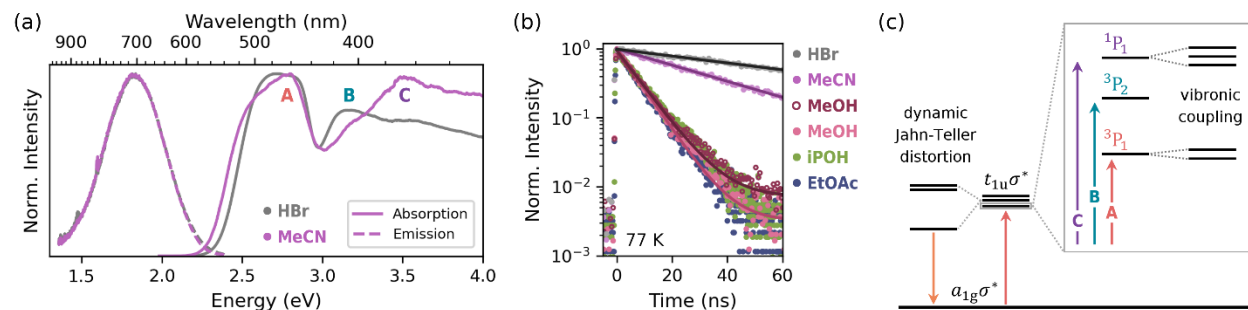 (a)
Wavelength (nm)
900 700 600 500 400
Norm. Intensity
A
B
C
HBr
MeCN
Absorption
Emission
1.5 2.0 2.5 3.0 3.5 4.0
Energy (eV)
(b)
Norm. Intensity
10⁰
10⁻¹
10⁻²
10⁻³
77 K
0 20 40 60
Time (ns)
HBr
MeCN
MeOH
MeOH
iPOH
EtOAc
(c)
dynamic
Jahn-Teller
distortion
t₁ᵤσ*
a₁gσ*
¹P₁
³P₂
³P₁
vibronic
coupling
C
B
A